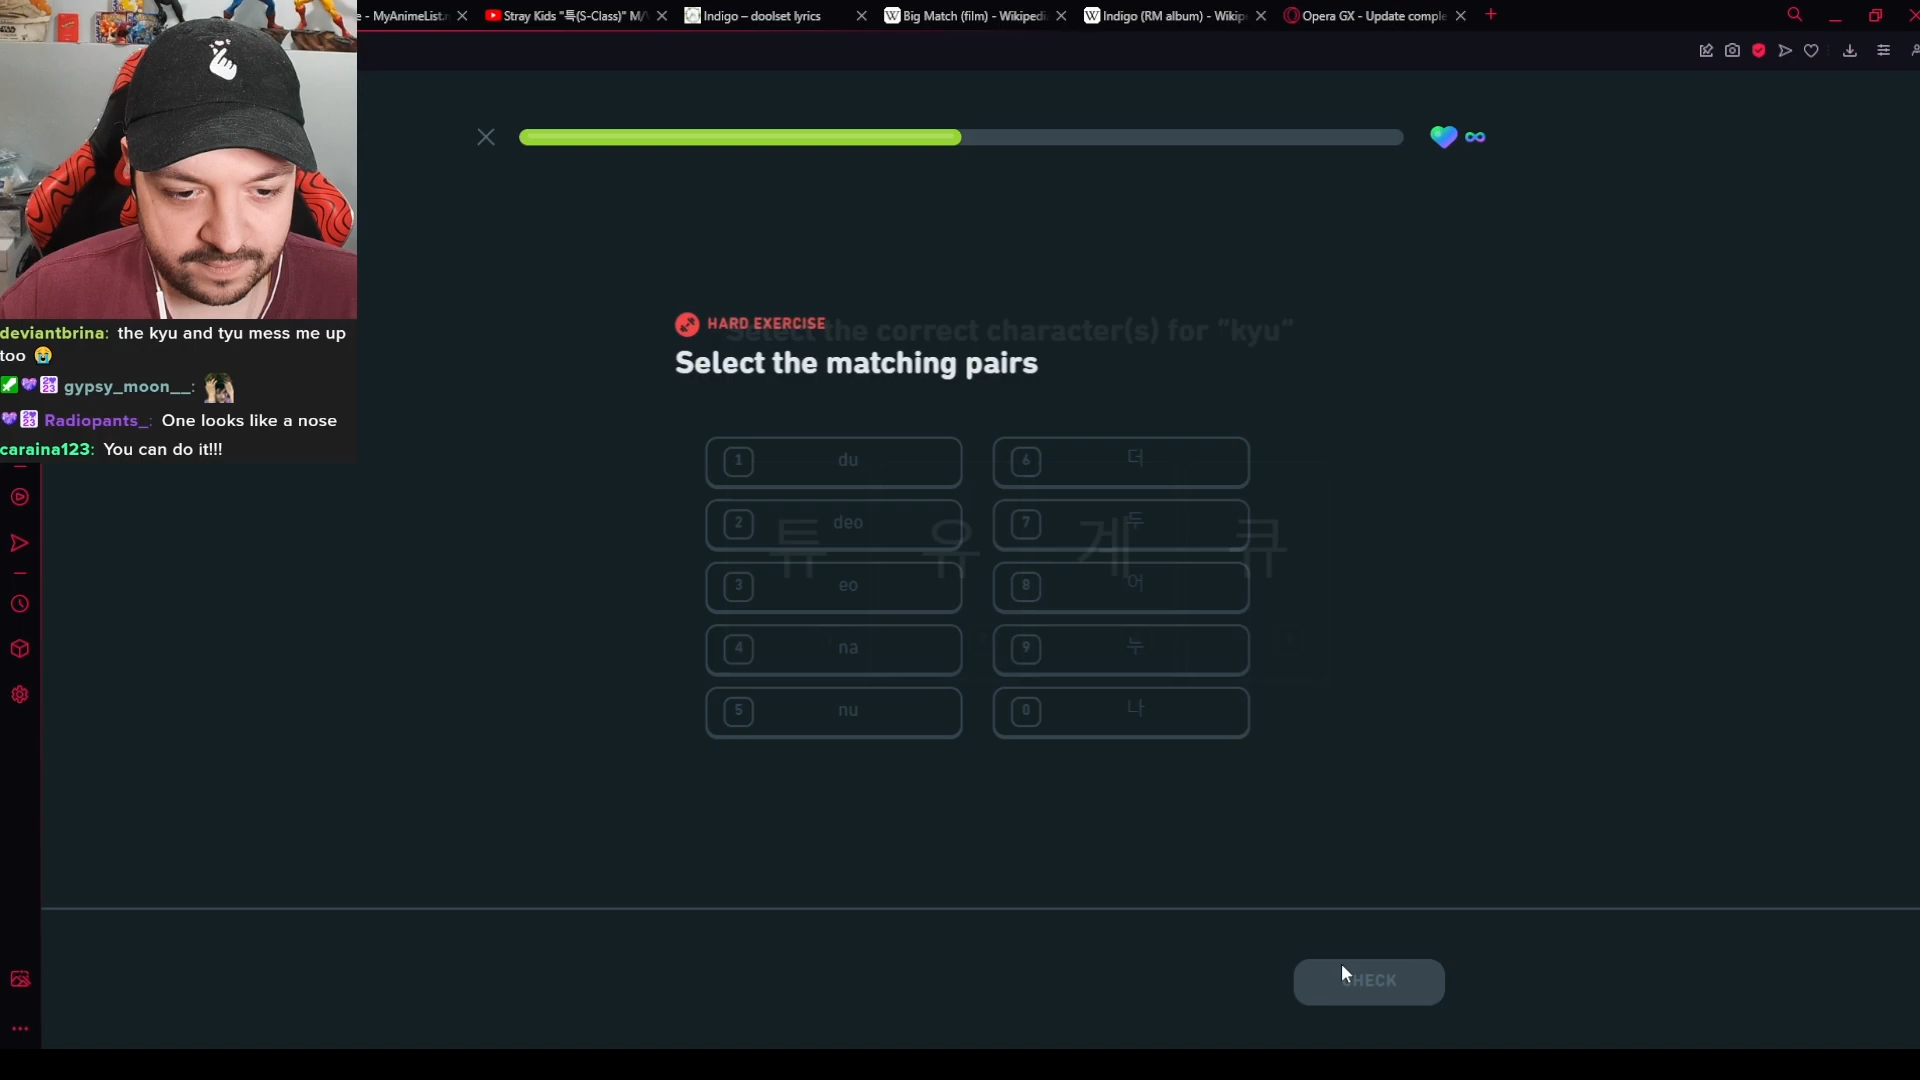 e - MyAnimeList.n
Stray Kids "특(S-Class)" M/
Indigo – doolset lyrics
Big Match (film) - Wikipedi
Indigo (RM album) - Wikip
Opera GX - Update comple
deviantbrina: the kyu and tyu mess me up
too 😭
gypsy_moon__:
Radiopants_: One looks like a nose
caraina123: You can do it!!!
HARD EXERCISE
Select the correct character(s) for "kyu"
Select the matching pairs
1 du 6 더
2 deo 7 두
튜 유 계 큐
3 eo 8 어
4 na 9 누
5 nu 0 나
CHECK